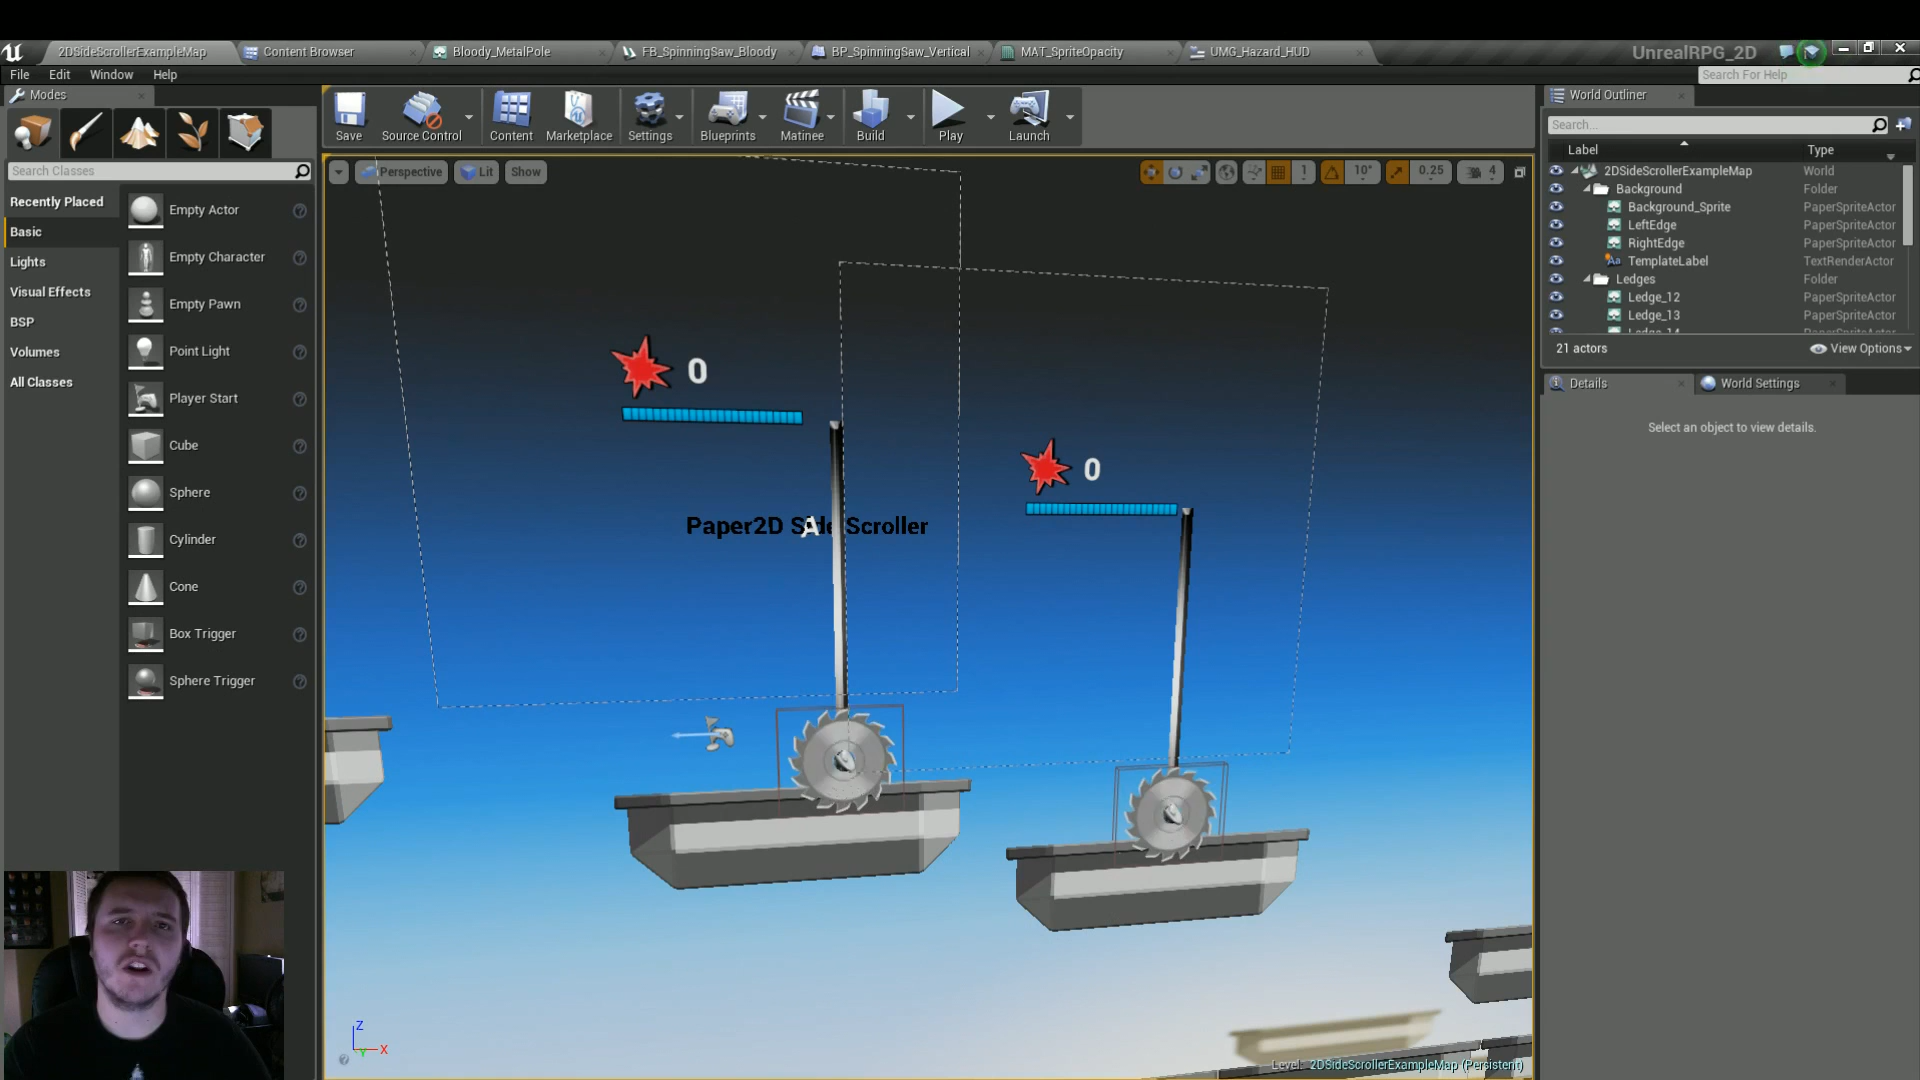 2DSideScrollerExampleMap
Content Browser
Bloody_MetalPole
FB_SpinningSaw_Bloody
BP_SpinningSaw_Vertical
MAT_SpriteOpacity
UMG_Hazard_HUD
UnrealRPG_2D
File Edit Window Help
Search For Help
Modes
World Outliner
Save
Source Control
Content
Marketplace
Settings
Blueprints
Matinee
Build
Play
Launch
Search Classes
Search...
Label Type
Perspective
Lit
Show
1
10°
0.25
4
Recently Placed
Basic
Lights
Visual Effects
BSP
Volumes
All Classes
Empty Actor
Empty Character
Empty Pawn
Point Light
Player Start
Cube
Sphere
Cylinder
Cone
Box Trigger
Sphere Trigger
2DSideScrollerExampleMap World
Background Folder
Background_Sprite PaperSpriteActor
LeftEdge PaperSpriteActor
RightEdge PaperSpriteActor
TemplateLabel TextRenderActor
Ledges Folder
Ledge_12 PaperSpriteActor
Ledge_13 PaperSpriteActor
21 actors
View Options
Details
World Settings
Select an object to view details.
0
0
Paper2D Side Scroller
A
Z
Y
X
Level: 2DSideScrollerExampleMap (Persistent)